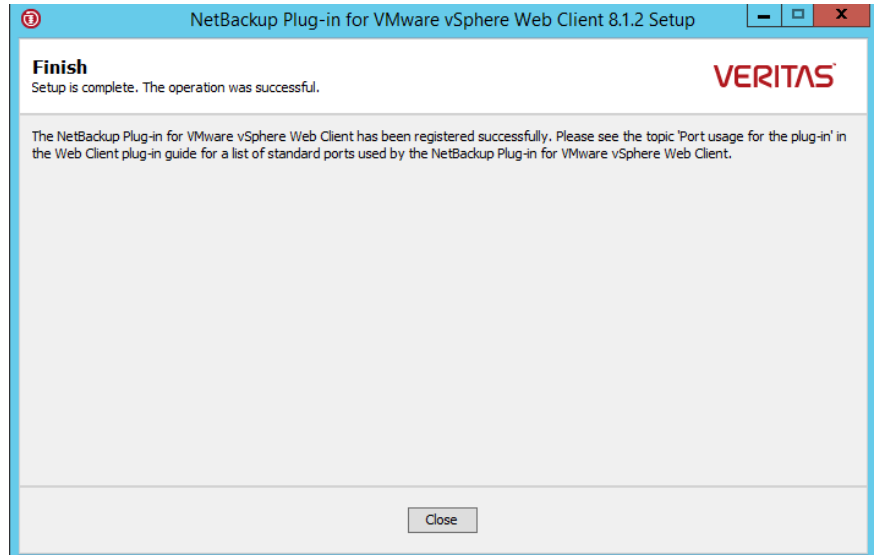 NetBackup Plug-in for VMware vSphere Web Client 8.1.2 Setup
x
Finish
Setup is complete. The operation was successful.
VERITAS
The NetBackup Plug-in for VMware vSphere Web Client has been registered successfully. Please see the topic 'Port usage for the plug-in' in
the Web Client plug-in guide for a list of standard ports used by the NetBackup Plug-in for VMware vSphere Web Client.
Close